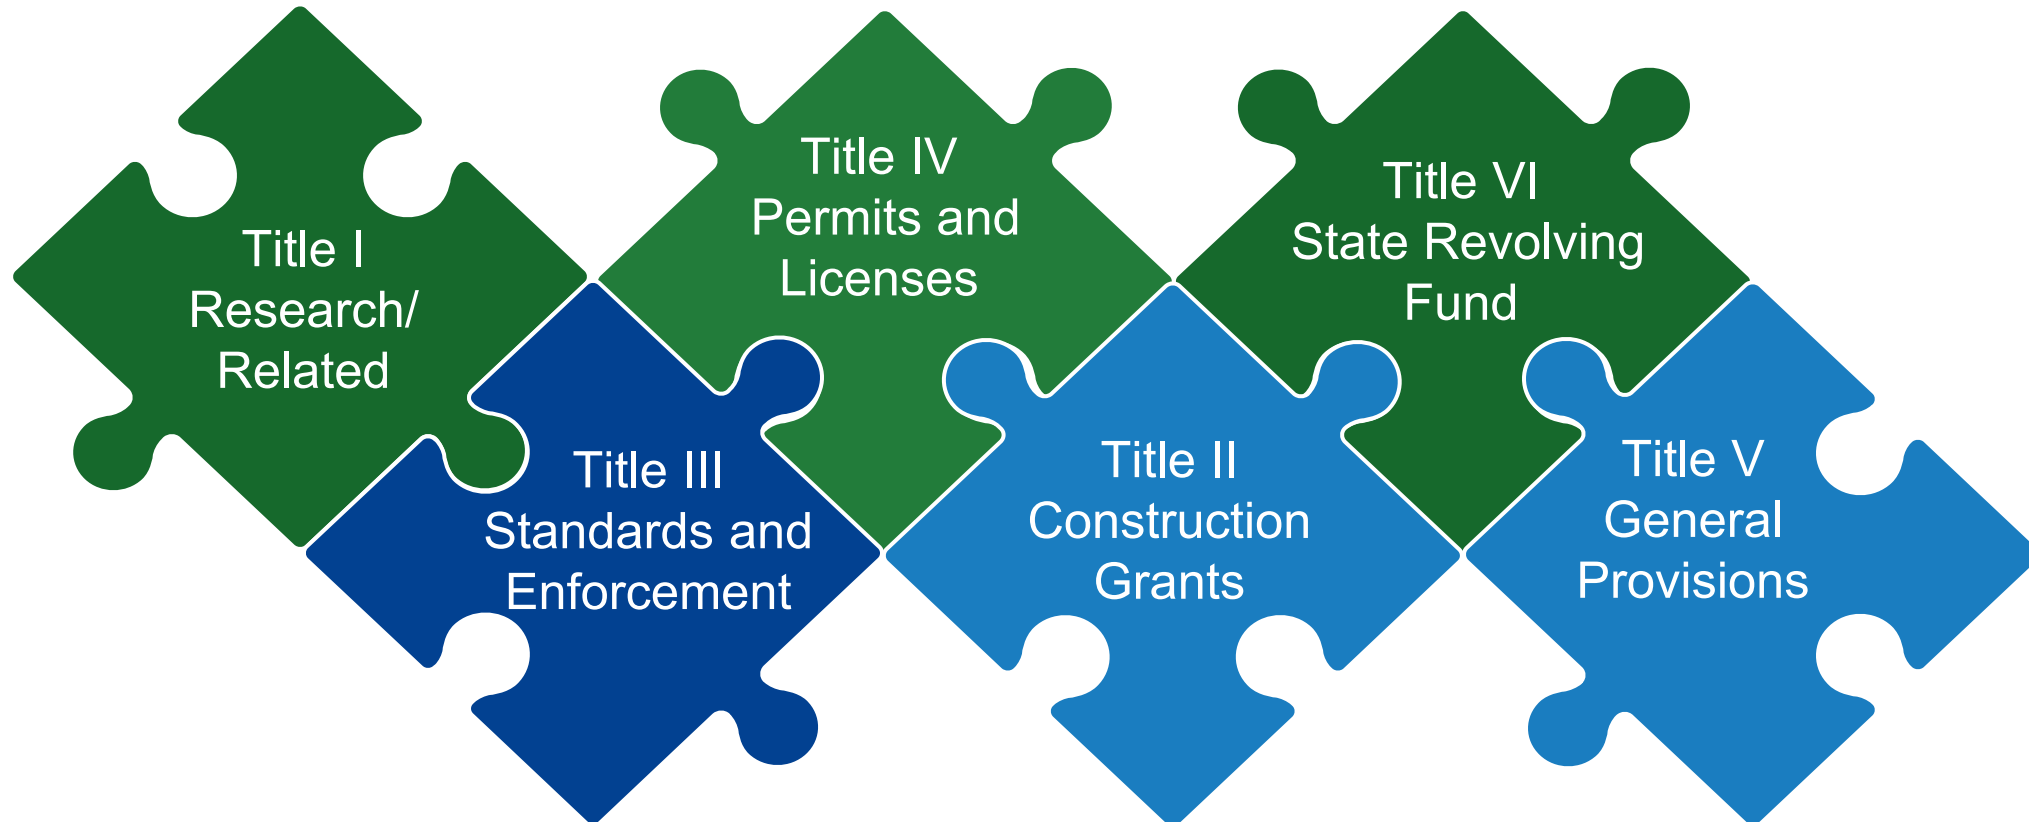 Title I
Research/
Related
Title IV
Permits and
Licenses
Title VI
State Revolving
Fund
Title III
Standards and
Enforcement
Title II
Construction
Grants
Title V
General
Provisions